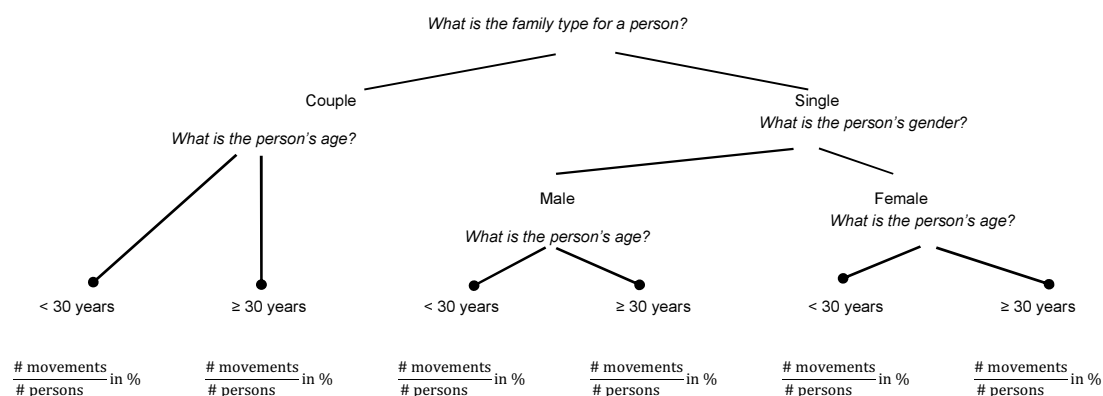 What is the family type for a person?
Couple
Single
What is the person's age?
What is the person's gender?
Male
Female
What is the person's age?
What is the person's age?
< 30 years
≥ 30 years
< 30 years
≥ 30 years
< 30 years
≥ 30 years
# movements
# persons
in %
# movements
# persons
in %
# movements
# persons
in %
# movements
# persons
in %
# movements
# persons
in %
# movements
# persons
in %